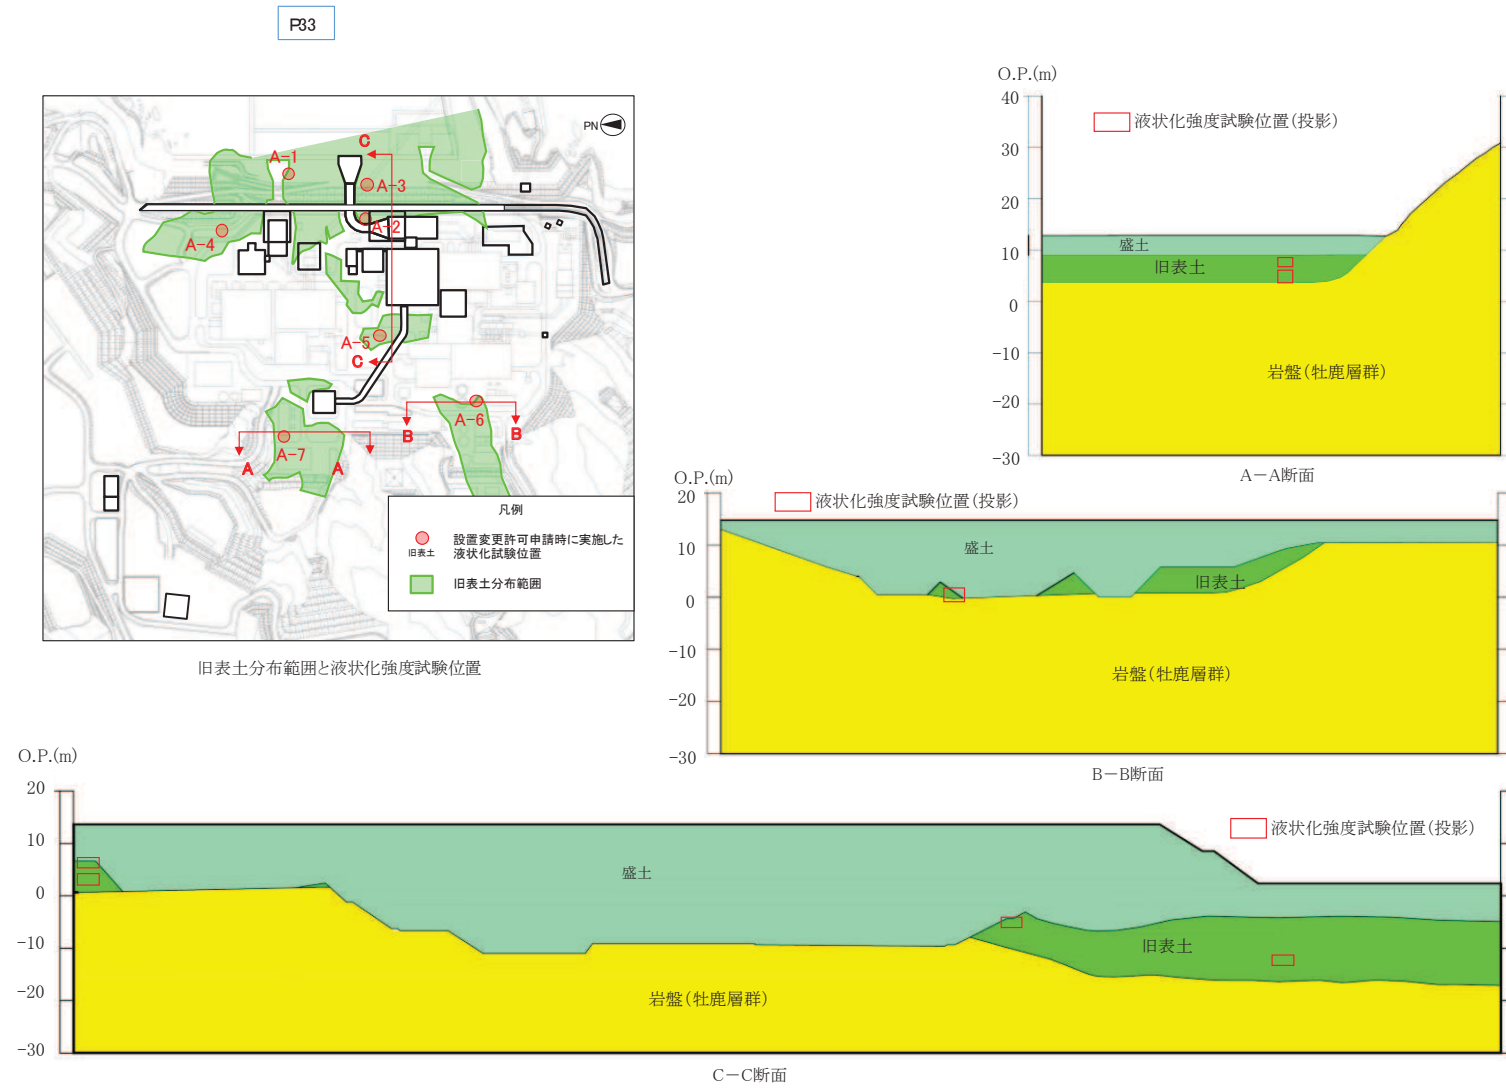 P33
PN
C
A-1
A-3
A-2
A-4
A-5
C
A-6
B
B
A-7
A
A
凡例
旧表土
設置変更許可申請時に実施した
液状化試験位置
旧表土分布範囲
旧表土分布範囲と液状化強度試験位置
O.P.(m)
40
30
20
10
0
-10
-20
-30
液状化強度試験位置(投影)
盛土
旧表土
岩盤(牡鹿層群)
A-A断面
O.P.(m)
20
10
0
-10
-20
-30
液状化強度試験位置(投影)
盛土
旧表土
岩盤(牡鹿層群)
B-B断面
O.P.(m)
20
10
0
-10
-20
-30
液状化強度試験位置(投影)
盛土
旧表土
岩盤(牡鹿層群)
C-C断面